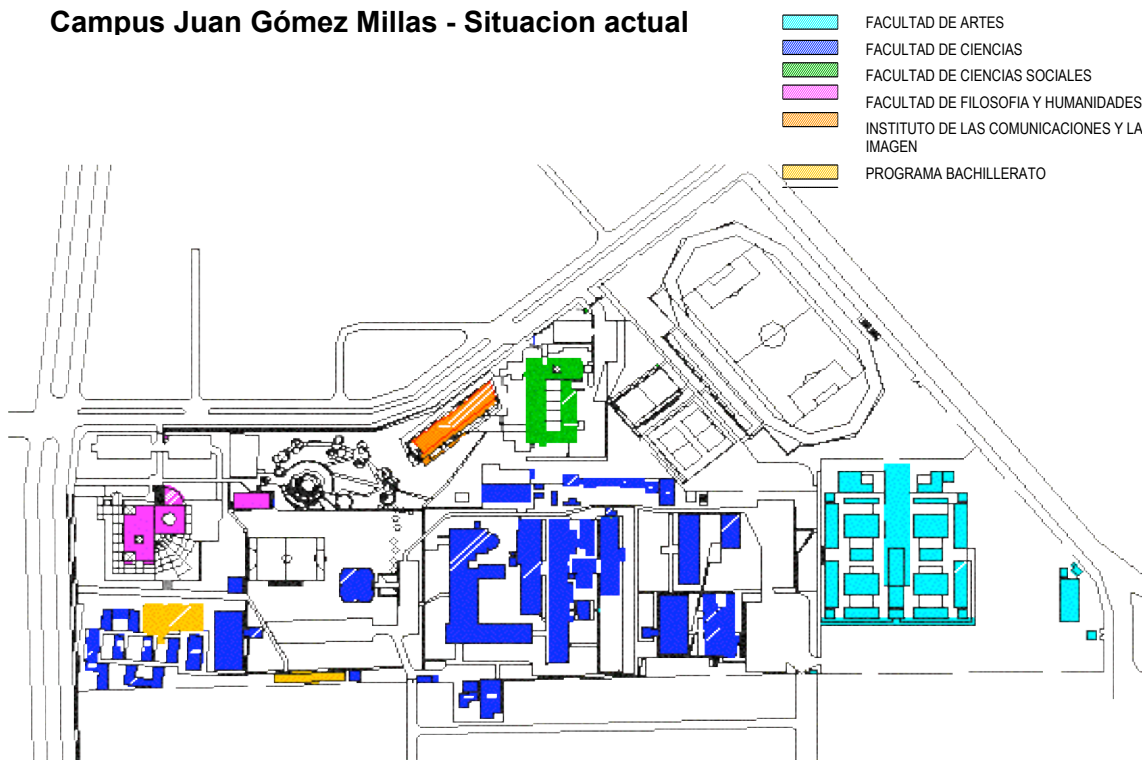 Campus Juan Gómez Millas - Situacion actual
FACULTAD DE ARTES
FACULTAD DE CIENCIAS
FACULTAD DE CIENCIAS SOCIALES
FACULTAD DE FILOSOFIA Y HUMANIDADES
INSTITUTO DE LAS COMUNICACIONES Y LA
IMAGEN
PROGRAMA BACHILLERATO